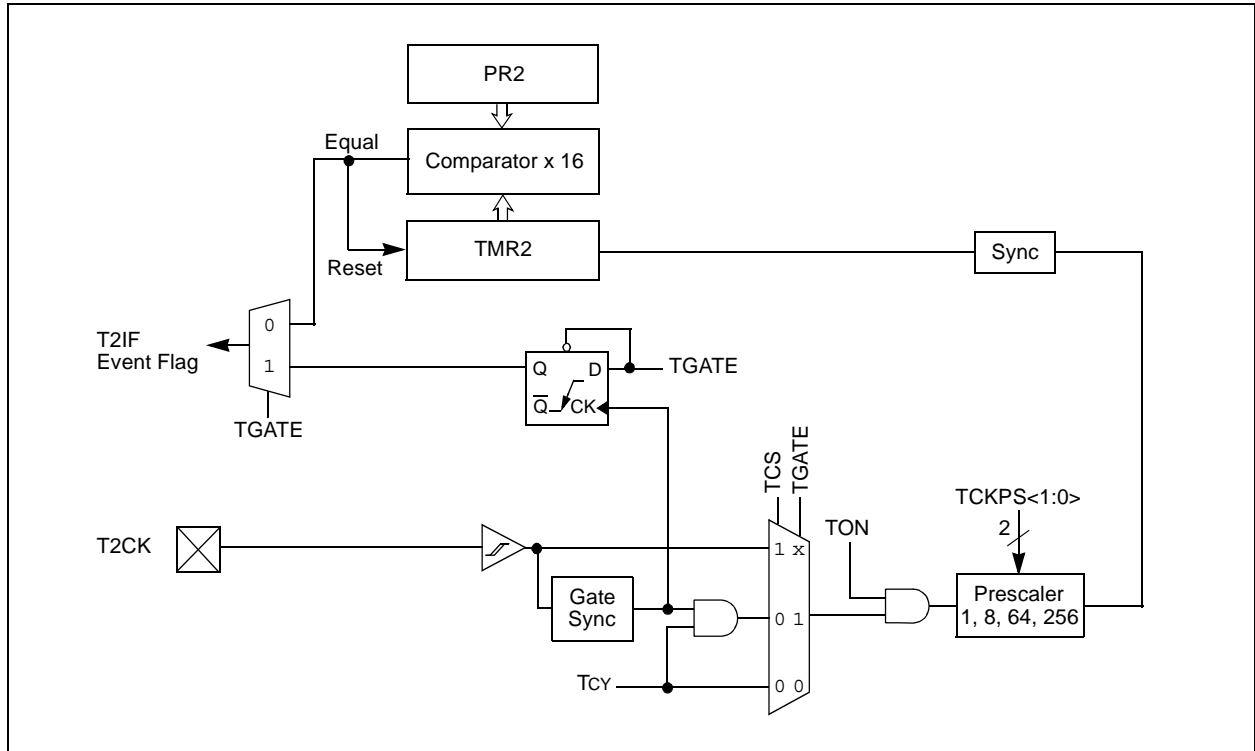 PR2
Equal
Comparator x 16
TMR2
Reset
Sync
T2IF
Event Flag
0
1
TGATE
Q
D
Q̅
CK
TGATE
TCS
TGATE
TCKPS<1:0>
2
TON
T2CK
1 x
Gate
Sync
0 1
Prescaler
1, 8, 64, 256
TCY
0 0